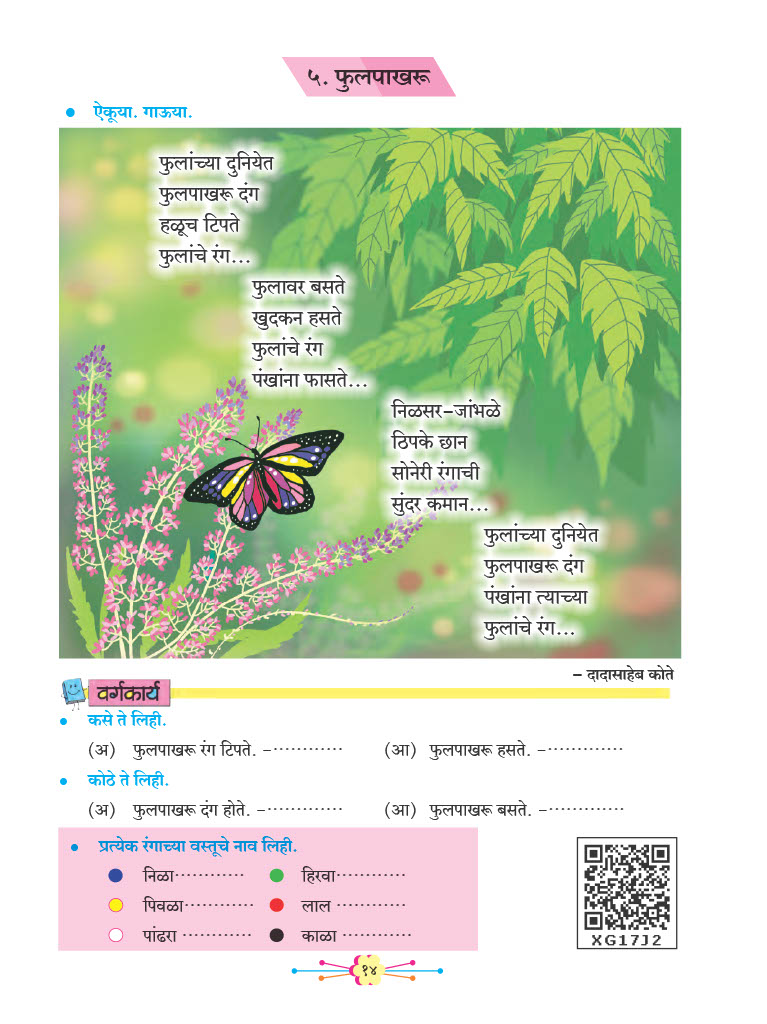 ५. फुलपाखरू
• ऐकूया. गाऊया.
फुलांच्या दुनियेत
फुलपाखरू दंग
हळूच टिपते
फुलांचे रंग...
फुलावर बसते
खुदकन हसते
फुलांचे रंग
पंखांना फासते...
निळसर-जांभळे
ठिपके छान
सोनेरी रंगाची
सुंदर कमान...
फुलांच्या दुनियेत
फुलपाखरू दंग
पंखांना त्याच्या
फुलांचे रंग...
– दादासाहेब कोते
वर्गकार्य
• कसे ते लिही.
(अ) फुलपाखरू रंग टिपते. –............ (आ) फुलपाखरू हसते. –.............
• कोठे ते लिही.
(अ) फुलपाखरू दंग होते. –............. (आ) फुलपाखरू बसते. –.............
• प्रत्येक रंगाच्या वस्तूचे नाव लिही.
निळा............ हिरवा............
पिवळा............ लाल ............
पांढरा ............ काळा ............
XG17J2
१४